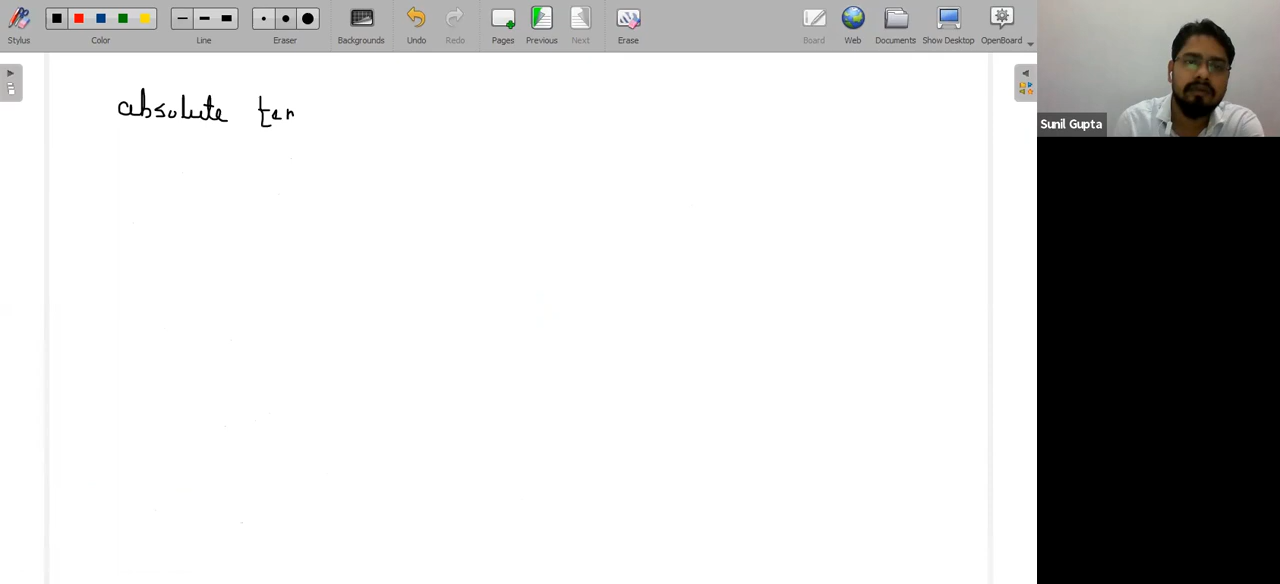 Stylus Color Line Eraser Backgrounds Undo Redo Pages Previous Next Erase Board Web Documents Show Desktop OpenBoard
absolute ter
Sunil Gupta